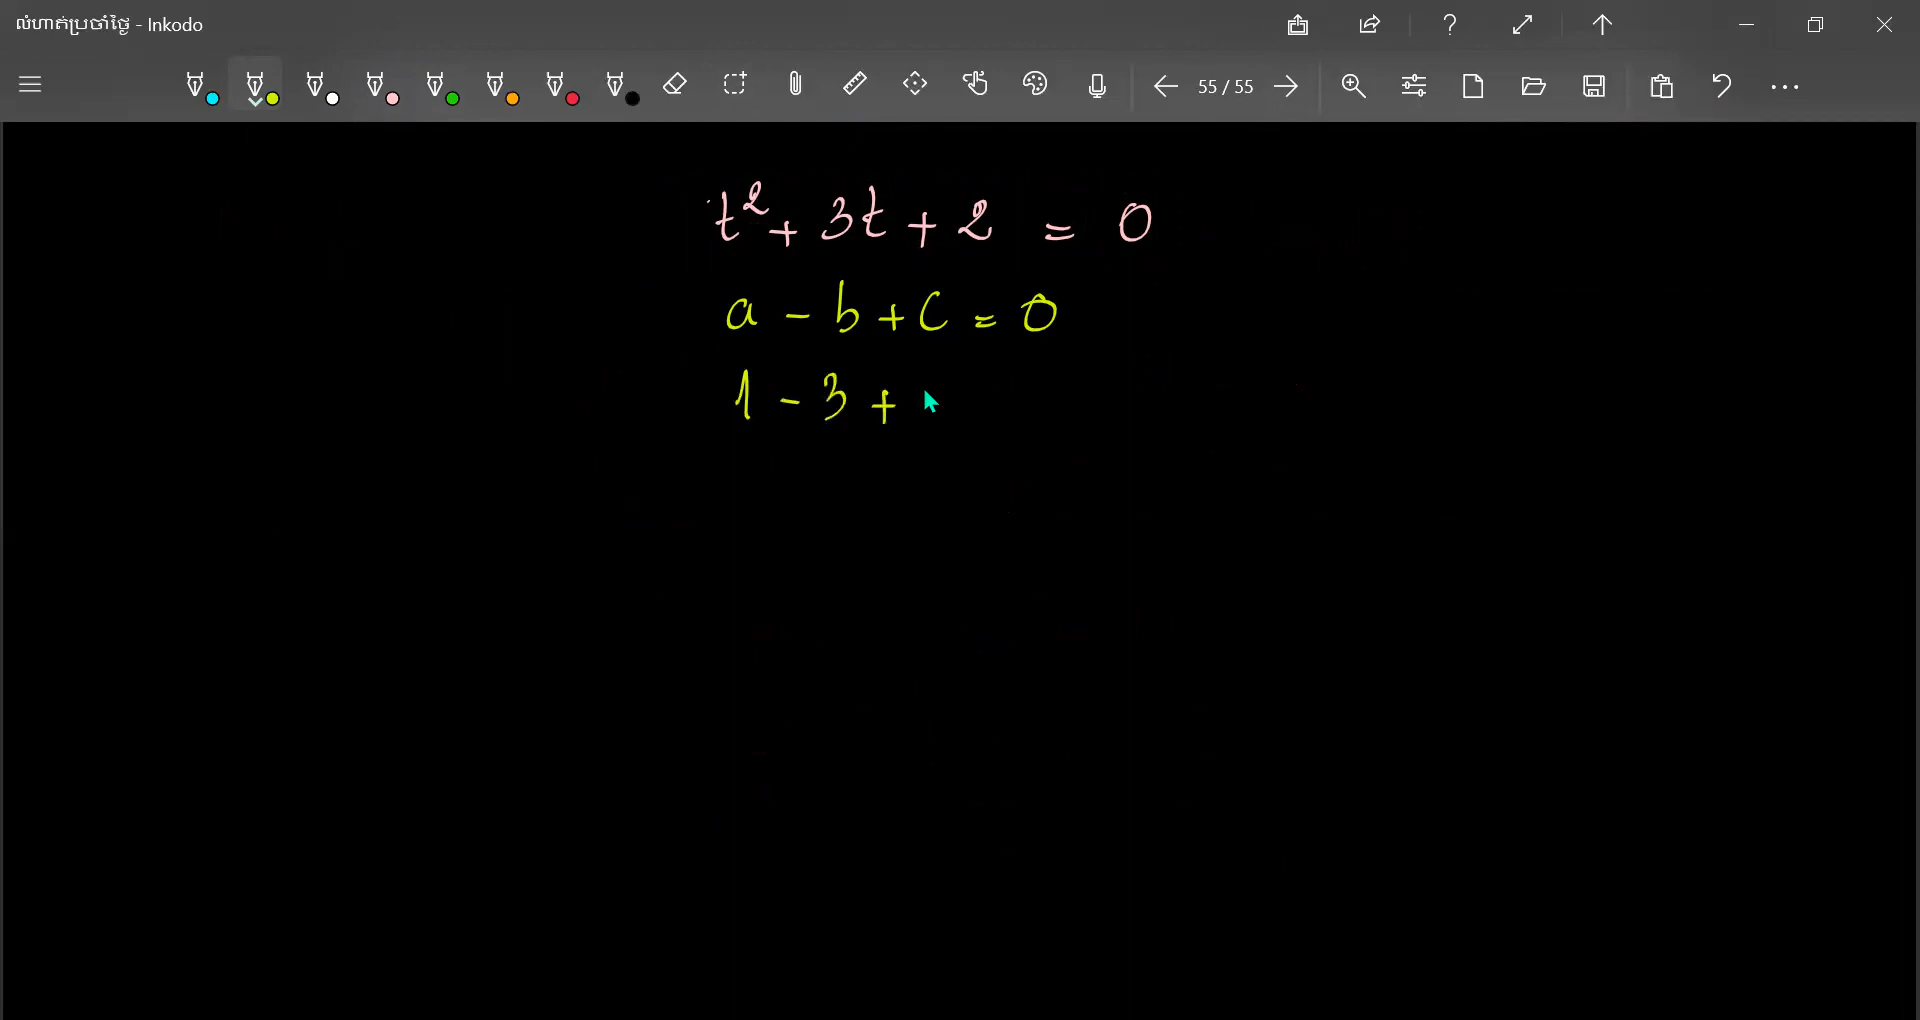 លំហាត់ប្រចាំថ្ងៃ - Inkodo
55 / 55
t² + 3t + 2 = 0
a - b + c = 0
1 - 3 +